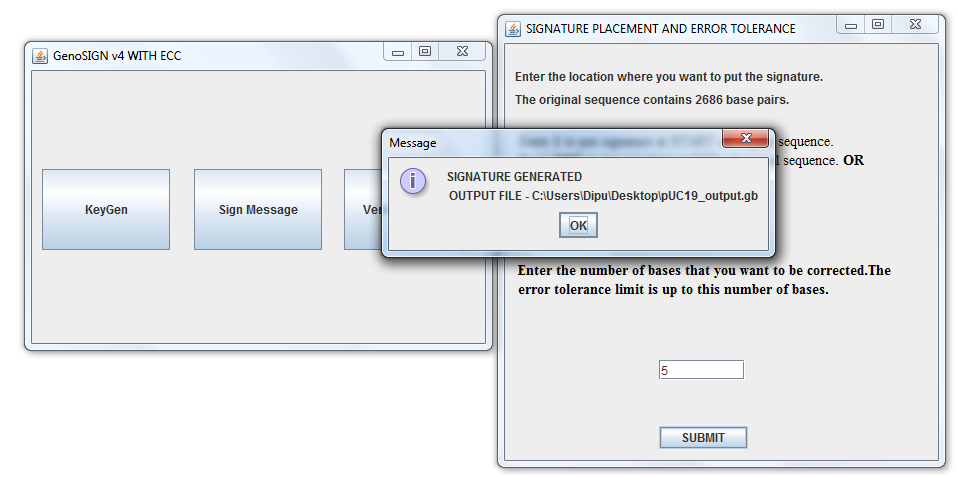 GenoSIGN v4 WITH ECC
KeyGen
Sign Message
SIGNATURE PLACEMENT AND ERROR TOLERANCE
Enter the location where you want to put the signature.
The original sequence contains 2686 base pairs.
sequence.
sequence. OR
Message
SIGNATURE GENERATED
OUTPUT FILE - C:\Users\Dipu\Desktop\pUC19_output.gb
OK
Enter the number of bases that you want to be corrected.The
error tolerance limit is up to this number of bases.
5
SUBMIT